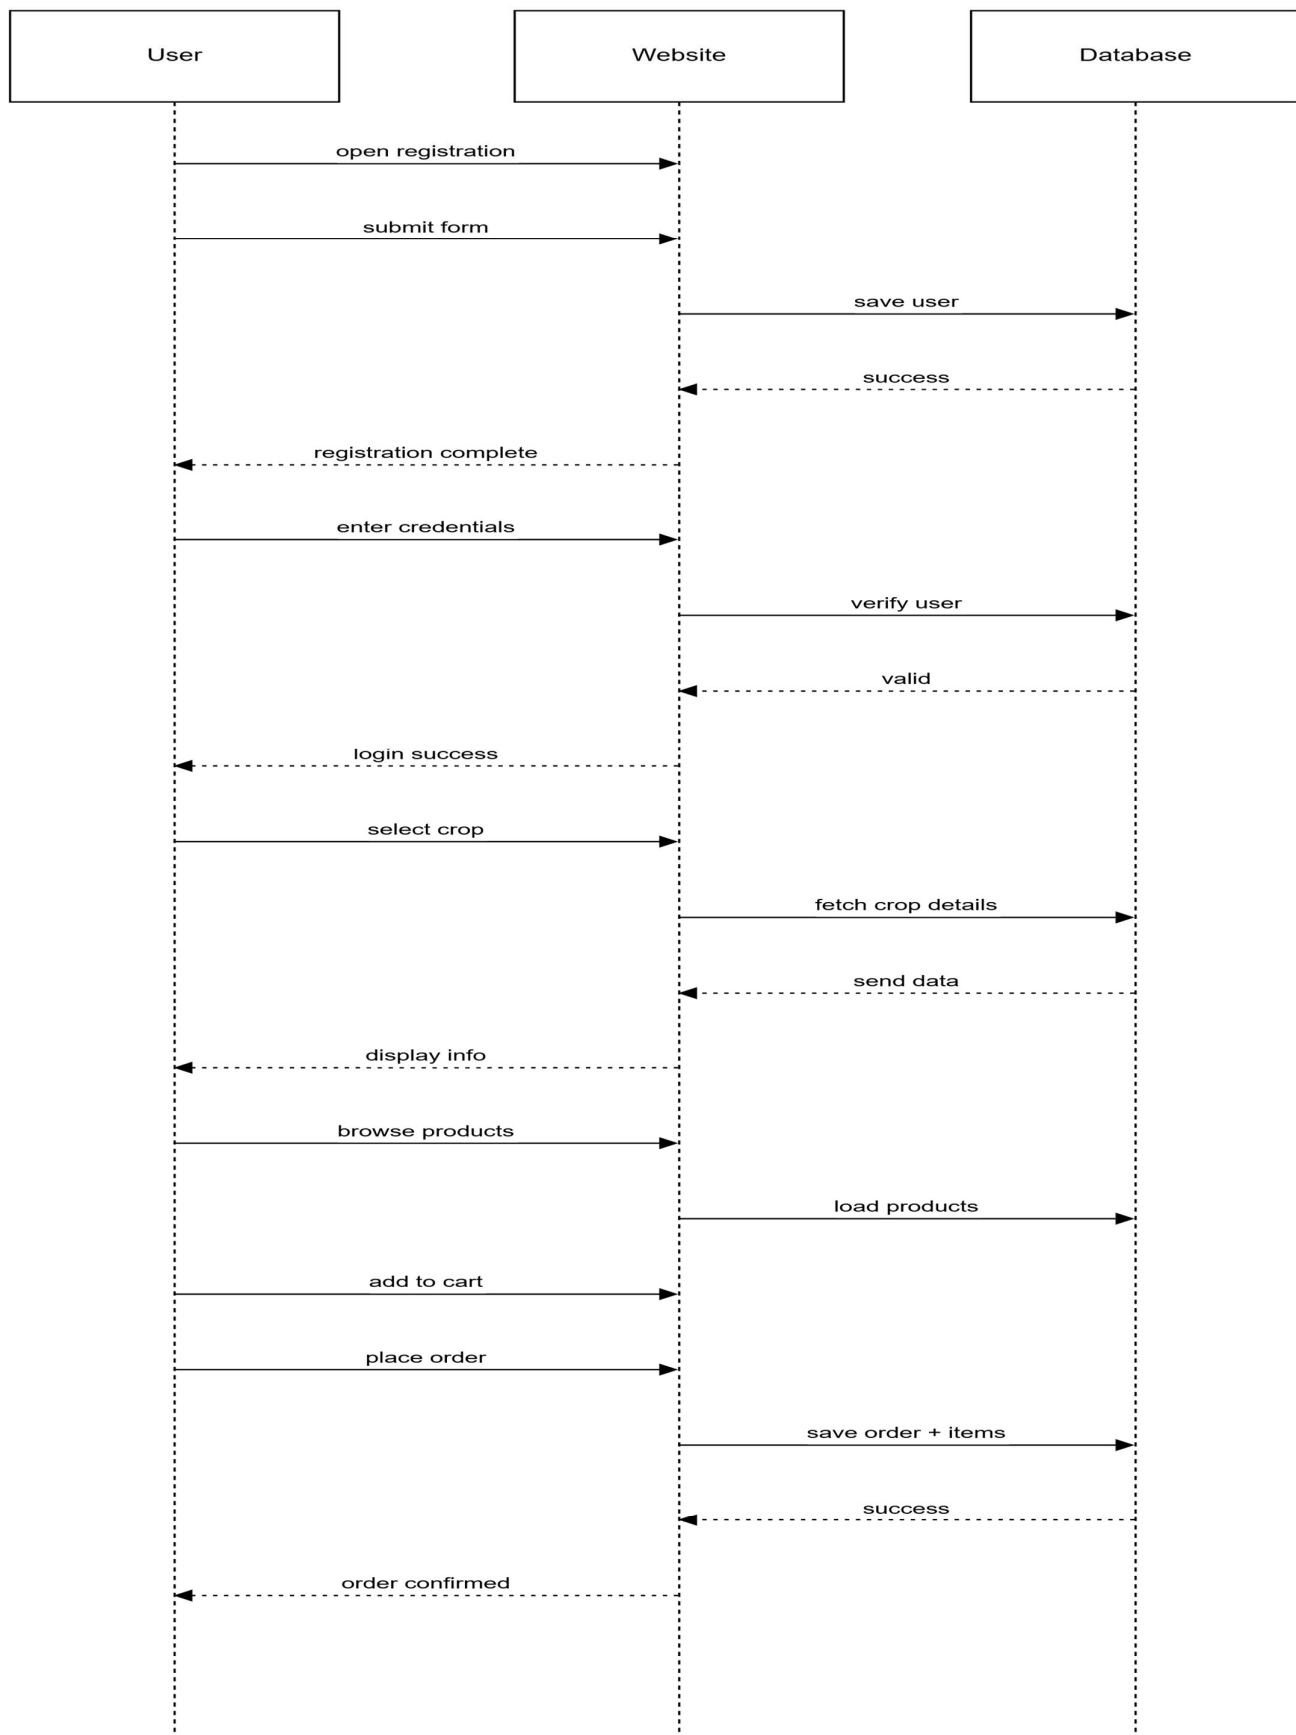 User
Website
Database
open registration
submit form
save user
success
registration complete
enter credentials
verify user
valid
login success
select crop
fetch crop details
send data
display info
browse products
load products
add to cart
place order
save order + items
success
order confirmed